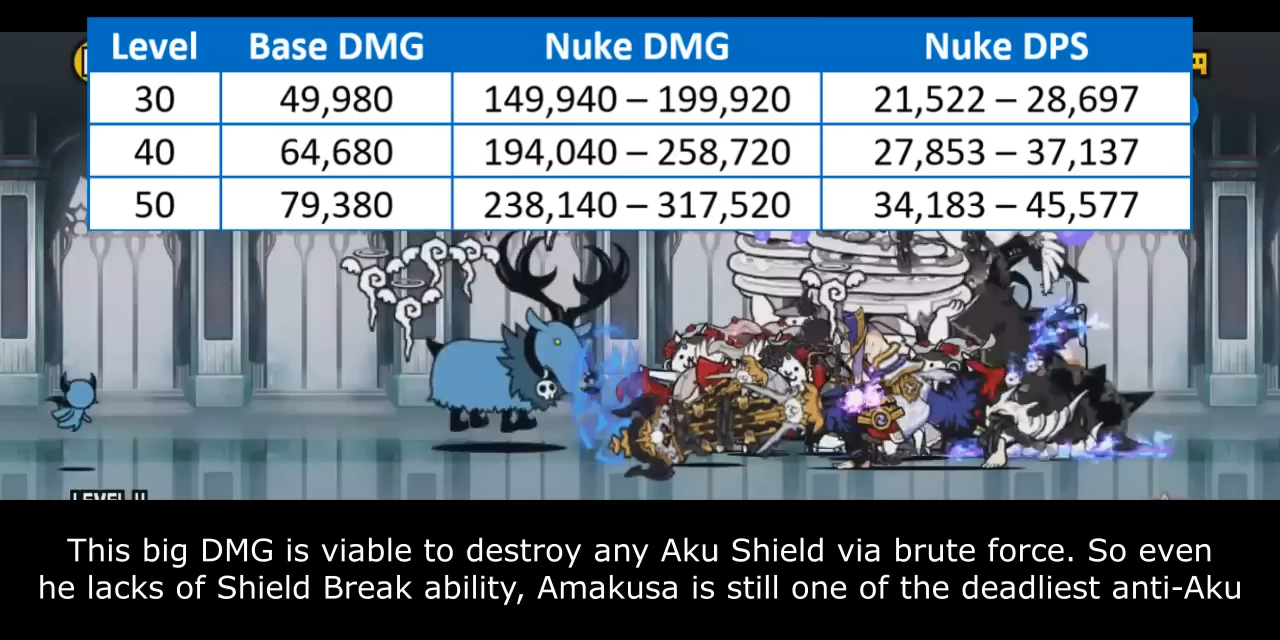 Level Base DMG Nuke DMG Nuke DPS
30 49,980 149,940 – 199,920 21,522 – 28,697
40 64,680 194,040 – 258,720 27,853 – 37,137
50 79,380 238,140 – 317,520 34,183 – 45,577
This big DMG is viable to destroy any Aku Shield via brute force. So even
he lacks of Shield Break ability, Amakusa is still one of the deadliest anti-Aku